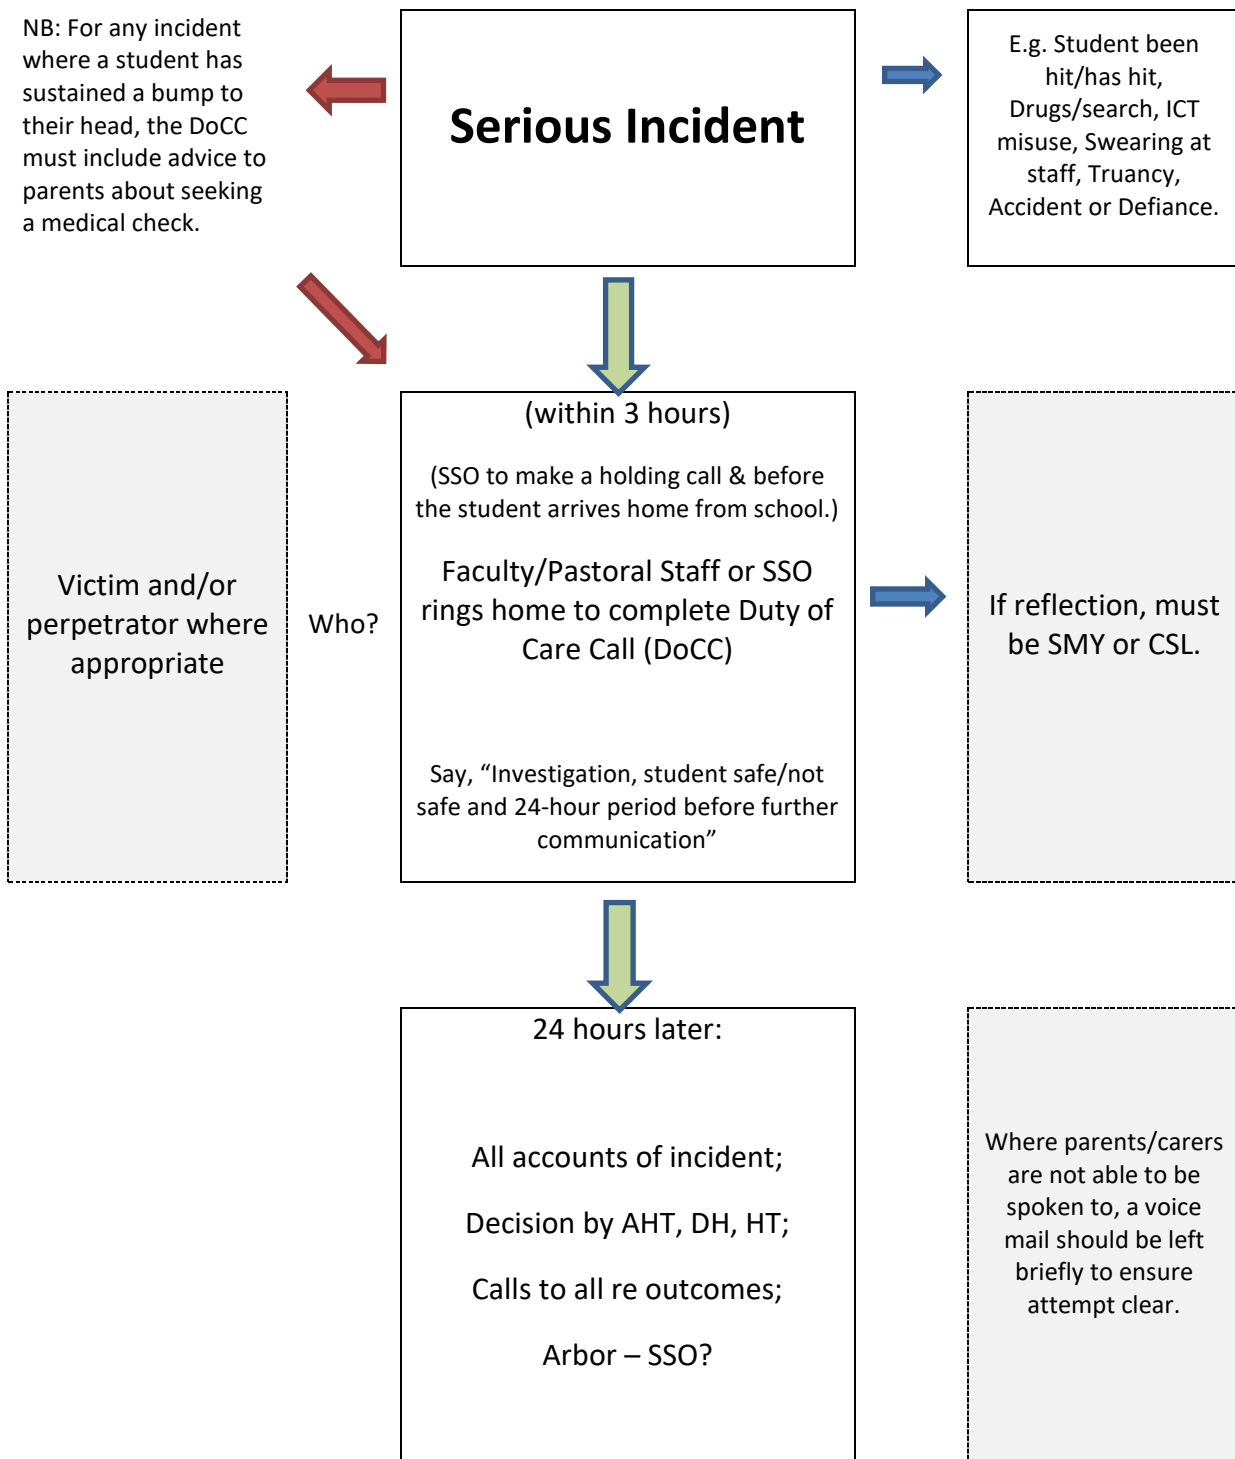 NB: For any incident
where a student has
sustained a bump to
their head, the DoCC
must include advice to
parents about seeking
a medical check.
Serious Incident
E.g. Student been
hit/has hit,
Drugs/search, ICT
misuse, Swearing at
staff, Truancy,
Accident or Defiance.
Victim and/or
perpetrator where
appropriate
Who?
(within 3 hours)
(SSO to make a holding call & before
the student arrives home from school.)
Faculty/Pastoral Staff or SSO
rings home to complete Duty of
Care Call (DoCC)
Say, “Investigation, student safe/not
safe and 24-hour period before further
communication”
If reflection, must
be SMY or CSL.
24 hours later:
All accounts of incident;
Decision by AHT, DH, HT;
Calls to all re outcomes;
Arbor – SSO?
Where parents/carers
are not able to be
spoken to, a voice
mail should be left
briefly to ensure
attempt clear.